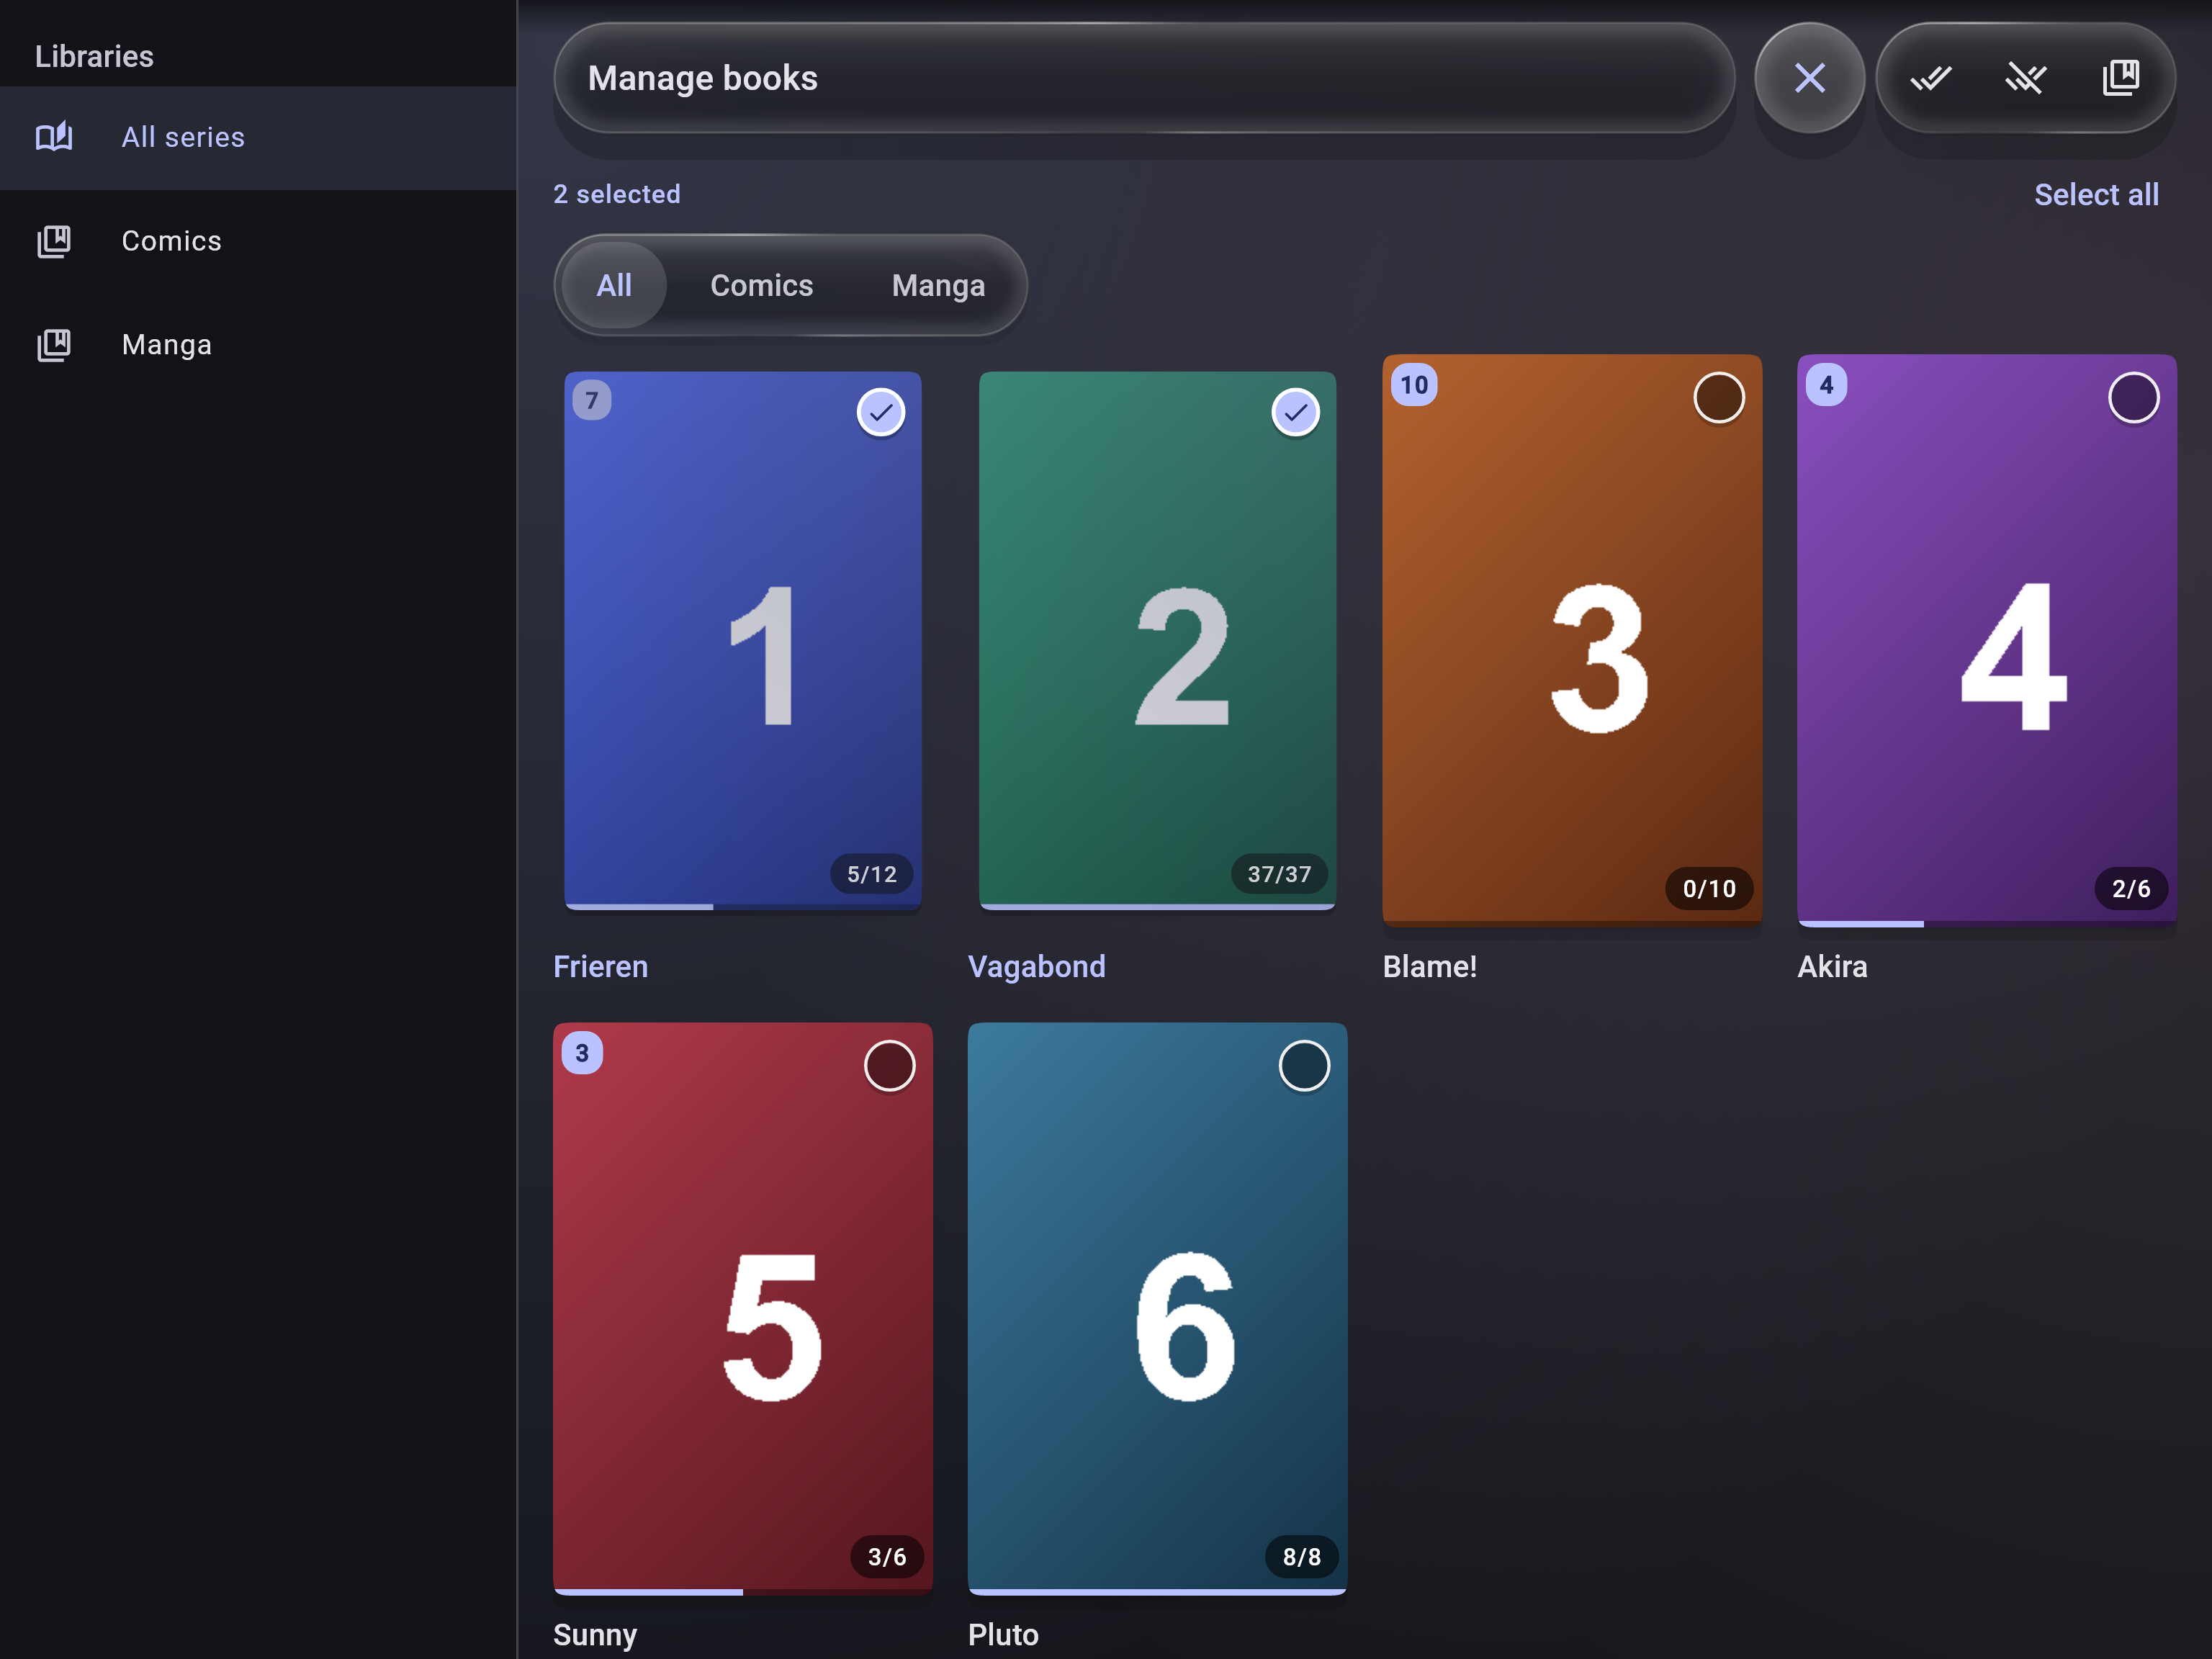 Libraries
All series
Comics
Manga
Manage books
2 selected
Select all
All
Comics
Manga
7
1
5/12
Frieren
2
37/37
Vagabond
10
3
0/10
Blame!
4
4
2/6
Akira
3
5
3/6
Sunny
6
8/8
Pluto